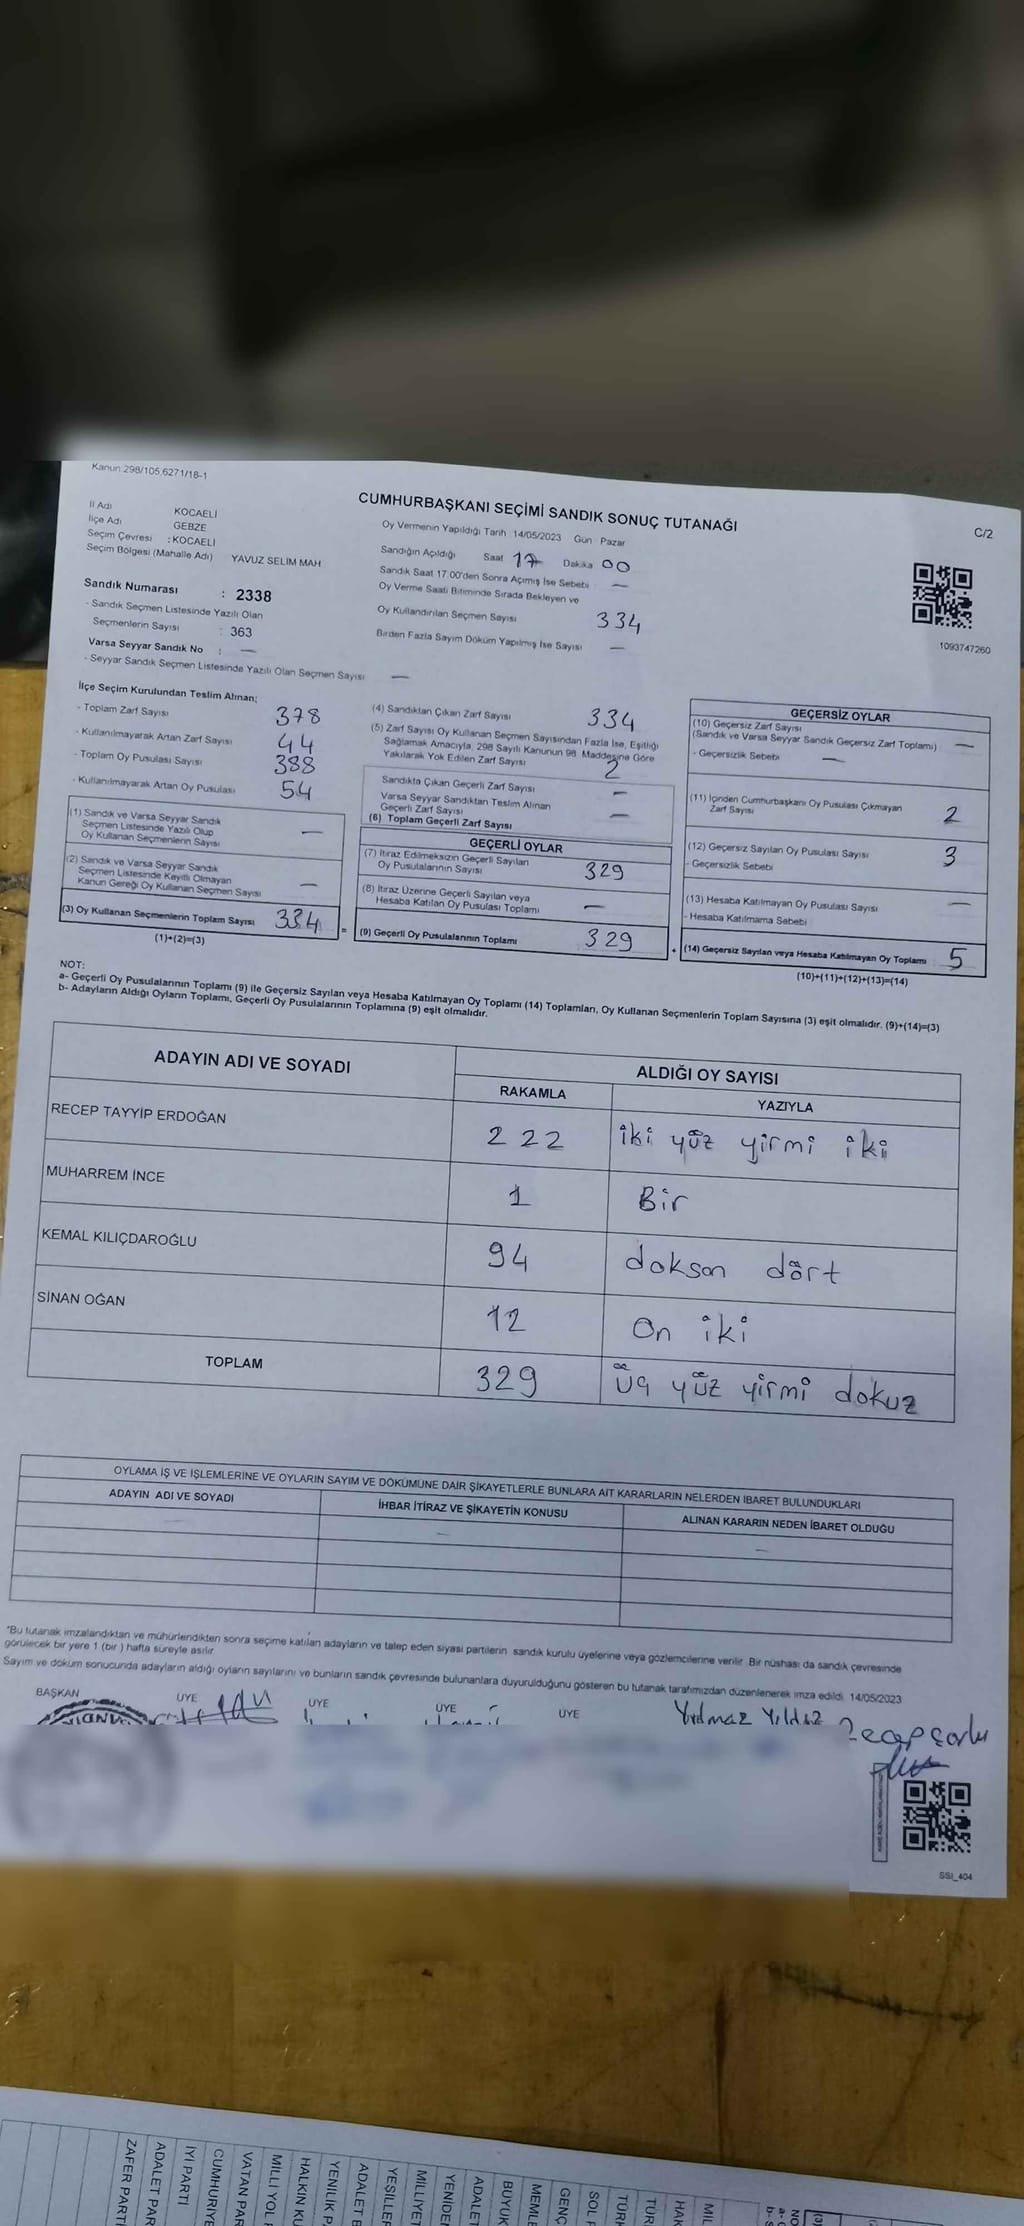 Kanun:298/105,6271/18-1
CUMHURBAŞKANI SEÇİMİ SANDIK SONUÇ TUTANAĞI
C/2
İl Adı KOCAELİ
İlçe Adı GEBZE
Seçim Çevresi :KOCAELİ
Seçim Bölgesi (Mahalle Adı) YAVUZ SELİM MAH
Oy Vermenin Yapıldığı Tarih 14/05/2023 Gün Pazar
Sandığın Açıldığı Saat 17 Dakika 00
Sandık Saat 17:00'den Sonra Açımış İse Sebebi —
Oy Verme Saati Bitiminde Sırada Bekleyen ve
Oy Kullandırılan Seçmen Sayısı 334
Birden Fazla Sayım Döküm Yapılmış İse Sayısı —
1093747260
Sandık Numarası : 2338
- Sandık Seçmen Listesinde Yazılı Olan
Seçmenlerin Sayısı : 363
Varsa Seyyar Sandık No : —
- Seyyar Sandık Seçmen Listesinde Yazılı Olan Seçmen Sayısı —
İlçe Seçim Kurulundan Teslim Alınan;
- Toplam Zarf Sayısı 378
- Kullanılmayarak Artan Zarf Sayısı 44
- Toplam Oy Pusulası Sayısı 388
- Kullanılmayarak Artan Oy Pusulası 54
(1) Sandık ve Varsa Seyyar Sandık
Seçmen Listesinde Yazılı Olup
Oy Kullanan Seçmenlerin Sayısı —
(2) Sandık ve Varsa Seyyar Sandık
Seçmen Listesinde Kayıtlı Olmayan
Kanun Gereği Oy Kullanan Seçmen Sayısı —
(3) Oy Kullanan Seçmenlerin Toplam Sayısı 334
(1)+(2)=(3)
(4) Sandıktan Çıkan Zarf Sayısı 334
(5) Zarf Sayısı Oy Kullanan Seçmen Sayısından Fazla İse, Eşitliği
Sağlamak Amacıyla, 298 Sayılı Kanunun 98. Maddesine Göre
Yakılarak Yok Edilen Zarf Sayısı 2
Sandıkta Çıkan Geçerli Zarf Sayısı —
Varsa Seyyar Sandıktan Teslim Alınan
Geçerli Zarf Sayısı —
(6) Toplam Geçerli Zarf Sayısı
GEÇERLİ OYLAR
(7) İtiraz Edilmeksizin Geçerli Sayılan
Oy Pusulalarının Sayısı 329
(8) İtiraz Üzerine Geçerli Sayılan veya
Hesaba Katılan Oy Pusulası Toplamı —
= (9) Geçerli Oy Pusulalarının Toplamı 329
GEÇERSİZ OYLAR
(10) Geçersiz Zarf Sayısı
(Sandık ve Varsa Seyyar Sandık Geçersiz Zarf Toplamı) —
- Geçersizlik Sebebi —
(11) İçinden Cumhurbaşkanı Oy Pusulası Çıkmayan
Zarf Sayısı 2
(12) Geçersiz Sayılan Oy Pusulası Sayısı 3
- Geçersizlik Sebebi
(13) Hesaba Katılmayan Oy Pusulası Sayısı —
- Hesaba Katılmama Sebebi
+ (14) Geçersiz Sayılan veya Hesaba Katılmayan Oy Toplamı : 5
(10)+(11)+(12)+(13)=(14)
NOT:
a- Geçerli Oy Pusulalarının Toplamı (9) ile Geçersiz Sayılan veya Hesaba Katılmayan Oy Toplamı (14) Toplamları, Oy Kullanan Seçmenlerin Toplam Sayısına (3) eşit olmalıdır. (9)+(14)=(3)
b- Adayların Aldığı Oyların Toplamı, Geçerli Oy Pusulalarının Toplamına (9) eşit olmalıdır.
ADAYIN ADI VE SOYADI
ALDIĞI OY SAYISI
RAKAMLA YAZIYLA
RECEP TAYYİP ERDOĞAN 222 iki yüz yirmi iki
MUHARREM İNCE 1 Bir
KEMAL KILIÇDAROĞLU 94 doksan dört
SİNAN OĞAN 12 On iki
TOPLAM 329 üç yüz yirmi dokuz
OYLAMA İŞ VE İŞLEMLERİNE VE OYLARIN SAYIM VE DÖKÜMÜNE DAİR ŞİKAYETLERLE BUNLARA AİT KARARLARIN NELERDEN İBARET BULUNDUKLARI
ADAYIN ADI VE SOYADI İHBAR İTİRAZ VE ŞİKAYETİN KONUSU ALINAN KARARIN NEDEN İBARET OLDUĞU
— — —
*Bu tutanak imzalandıktan ve mühürlendikten sonra seçime katılan adayların ve talep eden siyasi partilerin sandık kurulu üyelerine veya gözlemcilerine verilir. Bir nüshası da sandık çevresinde
görülecek bir yere 1 (bir ) hafta süreyle asılır
Sayım ve döküm sonucunda adayların aldığı oyların sayılarını ve bunların sandık çevresinde bulunanlara duyurulduğunu gösteren bu tutanak tarafımızdan düzenlenerek imza edildi. 14/05/2023
BAŞKAN ÜYE ÜYE ÜYE ÜYE
Yılmaz Yıldız
SSI_404
ZAFER PARTİ
ADALET PAR
İYİ PARTİ
CUMHURİYE
VATAN PAR
MİLLİ YOL
HALKIN KU
YENİLİK P
ADALET
YEŞİLLER
MİLLİYET
YENİDE
ADALET
BÜYÜK
MEMLE
GENÇ
SOL
TÜRK
TÜR
HAK
MİL
NO